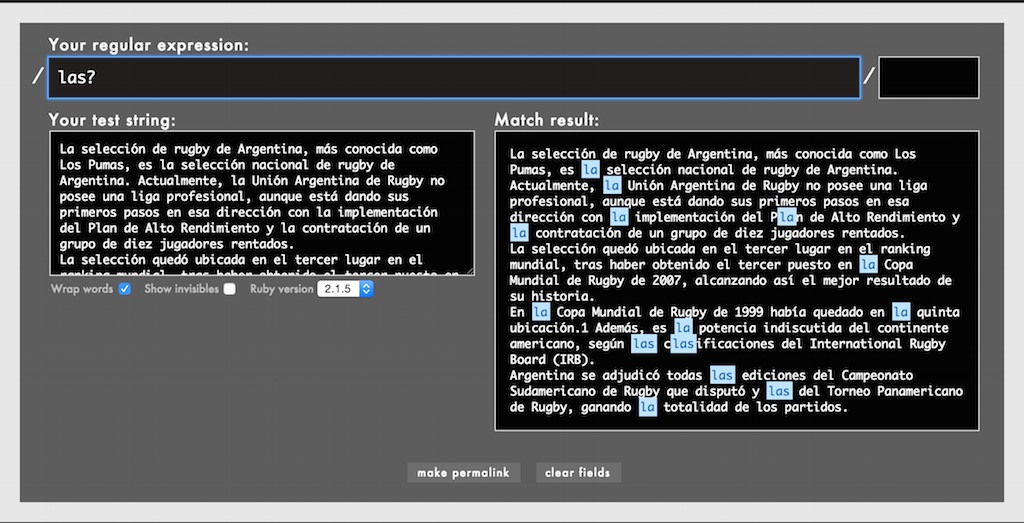 Your regular expression:
/ las? /
Your test string:
La selección de rugby de Argentina, más conocida como
Los Pumas, es la selección nacional de rugby de
Argentina. Actualmente, la Unión Argentina de Rugby no
posee una liga profesional, aunque está dando sus
primeros pasos en esa dirección con la implementación
del Plan de Alto Rendimiento y la contratación de un
grupo de diez jugadores rentados.
La selección quedó ubicada en el tercer lugar en el
ranking mundial, tras haber obtenido el tercer puesto en
Wrap words Show invisibles Ruby version 2.1.5
Match result:
La selección de rugby de Argentina, más conocida como Los
Pumas, es la selección nacional de rugby de Argentina.
Actualmente, la Unión Argentina de Rugby no posee una liga
profesional, aunque está dando sus primeros pasos en esa
dirección con la implementación del Plan de Alto Rendimiento y
la contratación de un grupo de diez jugadores rentados.
La selección quedó ubicada en el tercer lugar en el ranking
mundial, tras haber obtenido el tercer puesto en la Copa
Mundial de Rugby de 2007, alcanzando así el mejor resultado de
su historia.
En la Copa Mundial de Rugby de 1999 había quedado en la quinta
ubicación.1 Además, es la potencia indiscutida del continente
americano, según las clasificaciones del International Rugby
Board (IRB).
Argentina se adjudicó todas las ediciones del Campeonato
Sudamericano de Rugby que disputó y las del Torneo Panamericano
de Rugby, ganando la totalidad de los partidos.
make permalink clear fields